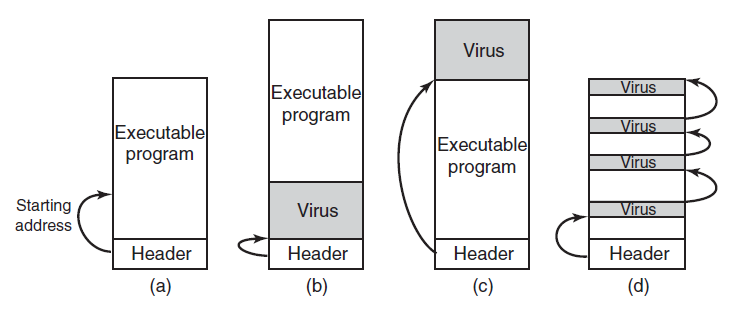 Starting
address
Executable
program
Header
(a)
Executable
program
Virus
Header
(b)
Virus
Executable
program
Header
(c)
Virus
Virus
Virus
Virus
Header
(d)